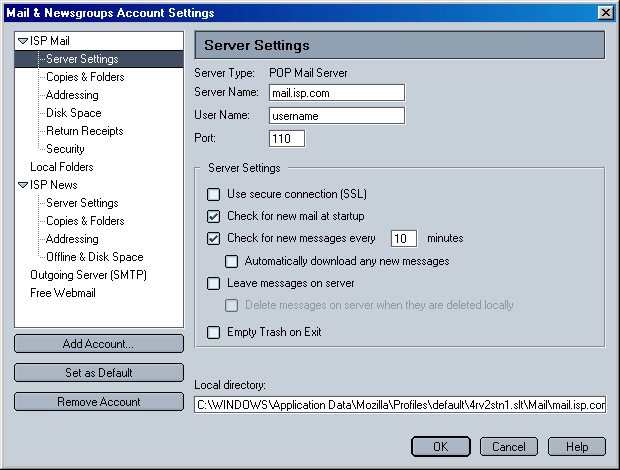 Mail & Newsgroups Account Settings
ISP Mail
Server Settings
Copies & Folders
Addressing
Disk Space
Return Receipts
Security
Local Folders
ISP News
Server Settings
Copies & Folders
Addressing
Offline & Disk Space
Outgoing Server (SMTP)
Free Webmail
Add Account...
Set as Default
Remove Account
Server Settings
Server Type: POP Mail Server
Server Name: mail.isp.com
User Name: username
Port: 110
Server Settings
Use secure connection (SSL)
Check for new mail at startup
Check for new messages every 10 minutes
Automatically download any new messages
Leave messages on server
Delete messages on server when they are deleted locally
Empty Trash on Exit
Local directory:
C:\WINDOWS\Application Data\Mozilla\Profiles\default\4rv2stn1.slt\Mail\mail.isp.com
OK Cancel Help